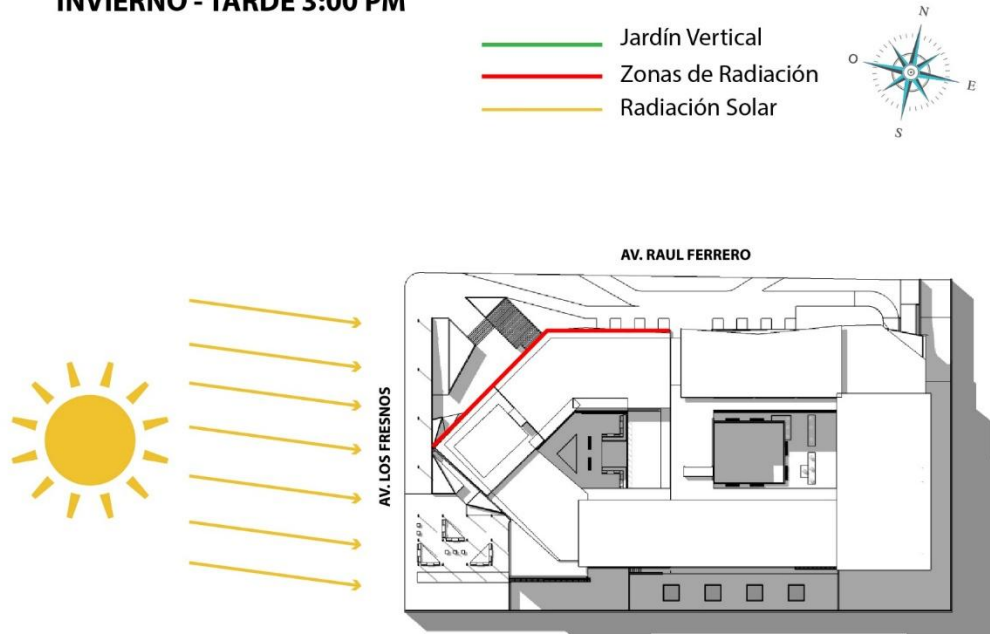 INVIERNO - TARDE 3:00 PM
Jardín Vertical
Zonas de Radiación
Radiación Solar
N
O
E
S
AV. RAUL FERRERO
AV. LOS FRESNOS